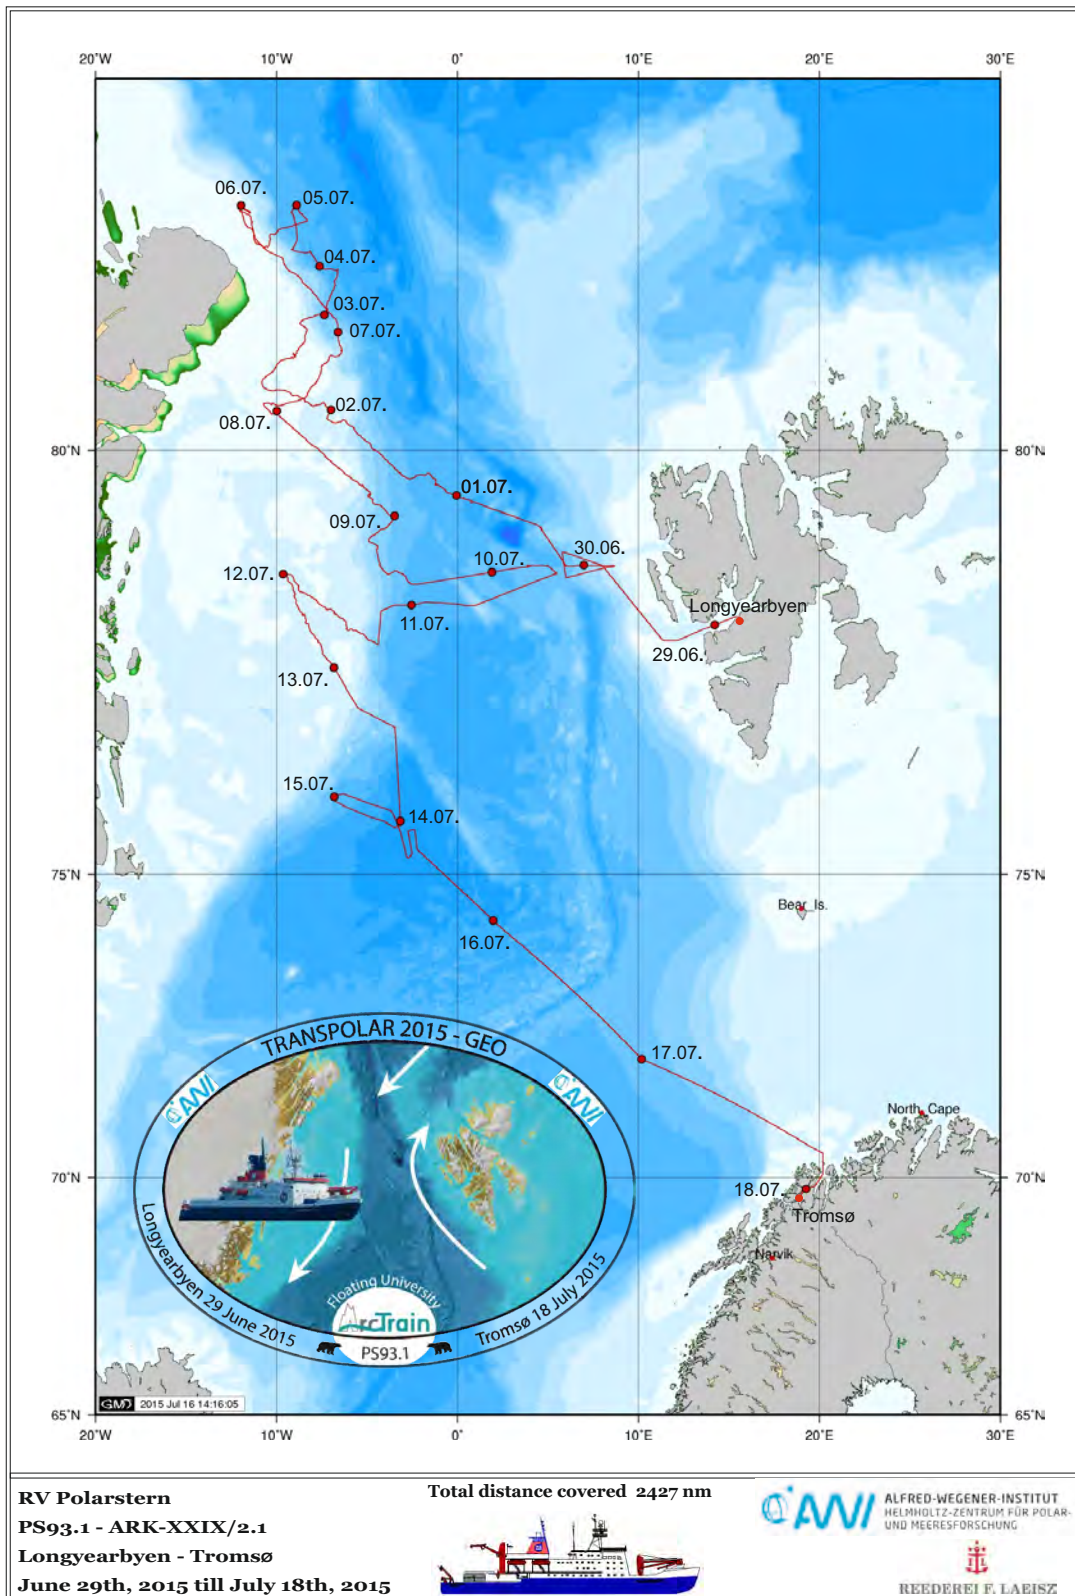 20°W 10°W 0° 10°E 20°E 30°E
06.07.
05.07.
04.07.
03.07.
07.07.
02.07.
08.07.
80°N 80°N
01.07.
09.07.
30.06.
10.07.
12.07.
Longyearbyen
11.07.
29.06.
13.07.
15.07.
14.07.
75°N 75°N
Bear_Is.
16.07.
17.07.
North_Cape
70°N 70°N
18.07.
Tromsø
Narvik
TRANSPOLAR 2015 - GEO
AWI AWI
Longyearbyen 29 June 2015
Tromsø 18 July 2015
Floating University
ArcTrain
PS93.1
GMD 2015 Jul 16 14:16:05
65°N 65°N
20°W 10°W 0° 10°E 20°E 30°E
RV Polarstern
PS93.1 - ARK-XXIX/2.1
Longyearbyen - Tromsø
June 29th, 2015 till July 18th, 2015
Total distance covered 2427 nm
AWI
ALFRED-WEGENER-INSTITUT
HELMHOLTZ-ZENTRUM FÜR POLAR-
UND MEERESFORSCHUNG
REEDEREI F. LAEISZ